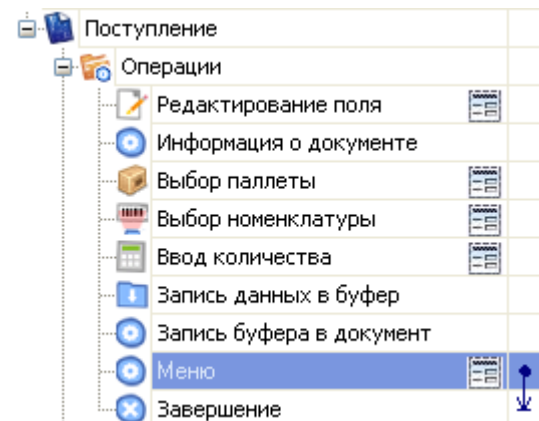 Поступление
Операции
Редактирование поля
Информация о документе
Выбор паллеты
Выбор номенклатуры
Ввод количества
Запись данных в буфер
Запись буфера в документ
Меню
Завершение